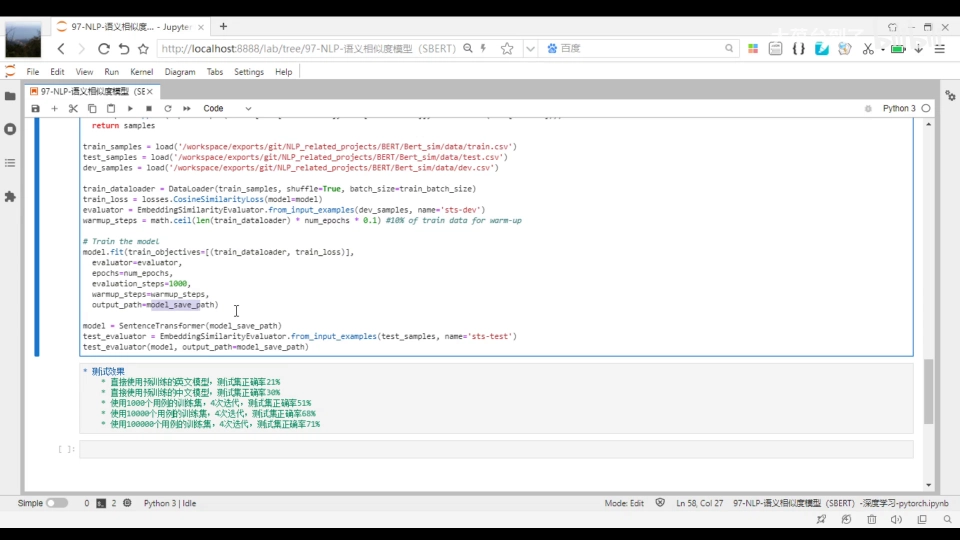 97-NLP-语义相似度... - Jupyter
http://localhost:8888/lab/tree/97-NLP-语义相似度模型（SBERT）
百度
File Edit View Run Kernel Diagram Tabs Settings Help
97-NLP-语义相似度模型（SE
Code
Python 3
return samples
train_samples = load('/workspace/exports/git/NLP_related_projects/BERT/Bert_sim/data/train.csv')
test_samples = load('/workspace/exports/git/NLP_related_projects/BERT/Bert_sim/data/test.csv')
dev_samples = load('/workspace/exports/git/NLP_related_projects/BERT/Bert_sim/data/dev.csv')
train_dataloader = DataLoader(train_samples, shuffle=True, batch_size=train_batch_size)
train_loss = losses.CosineSimilarityLoss(model=model)
evaluator = EmbeddingSimilarityEvaluator.from_input_examples(dev_samples, name='sts-dev')
warmup_steps = math.ceil(len(train_dataloader) * num_epochs * 0.1) #10% of train data for warm-up
# Train the model
model.fit(train_objectives=[(train_dataloader, train_loss)],
evaluator=evaluator,
epochs=num_epochs,
evaluation_steps=1000,
warmup_steps=warmup_steps,
output_path=model_save_path)
model = SentenceTransformer(model_save_path)
test_evaluator = EmbeddingSimilarityEvaluator.from_input_examples(test_samples, name='sts-test')
test_evaluator(model, output_path=model_save_path)
* 测试效果
* 直接使用预训练的英文模型，测试集正确率21%
* 直接使用预训练的中文模型，测试集正确率30%
* 使用1000个用例的训练集，4次迭代，测试集正确率51%
* 使用10000个用例的训练集，4次迭代，测试集正确率68%
* 使用100000个用例的训练集，4次迭代，测试集正确率71%
[ ]:
Simple 0 2 Python 3 | Idle Mode: Edit Ln 58, Col 27 97-NLP-语义相似度模型（SBERT）-深度学习-pytorch.ipynb